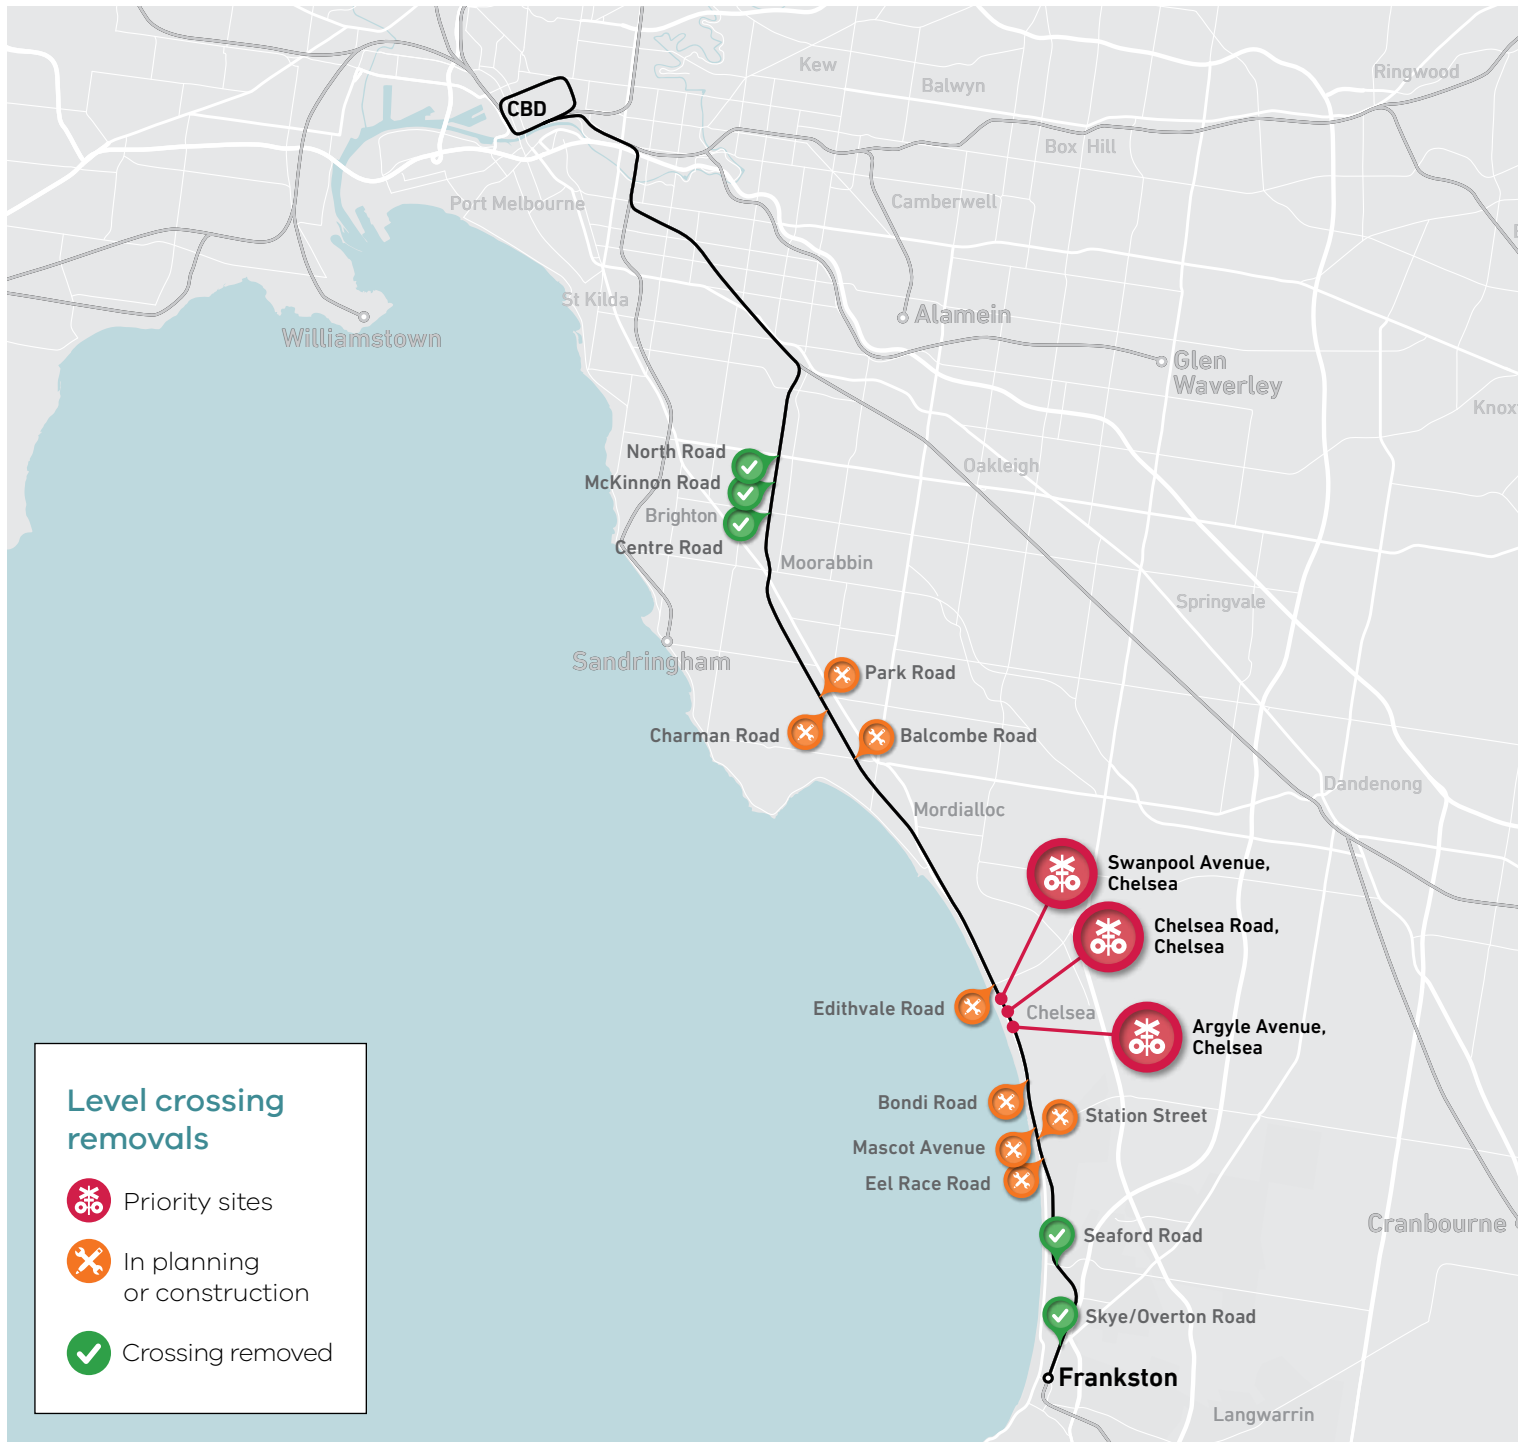 Kew
Ringwood
Balwyn
CBD
Box Hill
Port Melbourne
Camberwell
St Kilda
Alamein
Williamstown
Glen
Waverley
Knox
North Road
Oakleigh
McKinnon Road
Brighton
Centre Road
Moorabbin
Springvale
Sandringham
Park Road
Charman Road
Balcombe Road
Dandenong
Mordialloc
Swanpool Avenue,
Chelsea
Chelsea Road,
Chelsea
Edithvale Road
Chelsea
Argyle Avenue,
Chelsea
Bondi Road
Station Street
Mascot Avenue
Eel Race Road
Cranbourne
Seaford Road
Skye/Overton Road
Frankston
Langwarrin
Level crossing
removals
Priority sites
In planning
or construction
Crossing removed